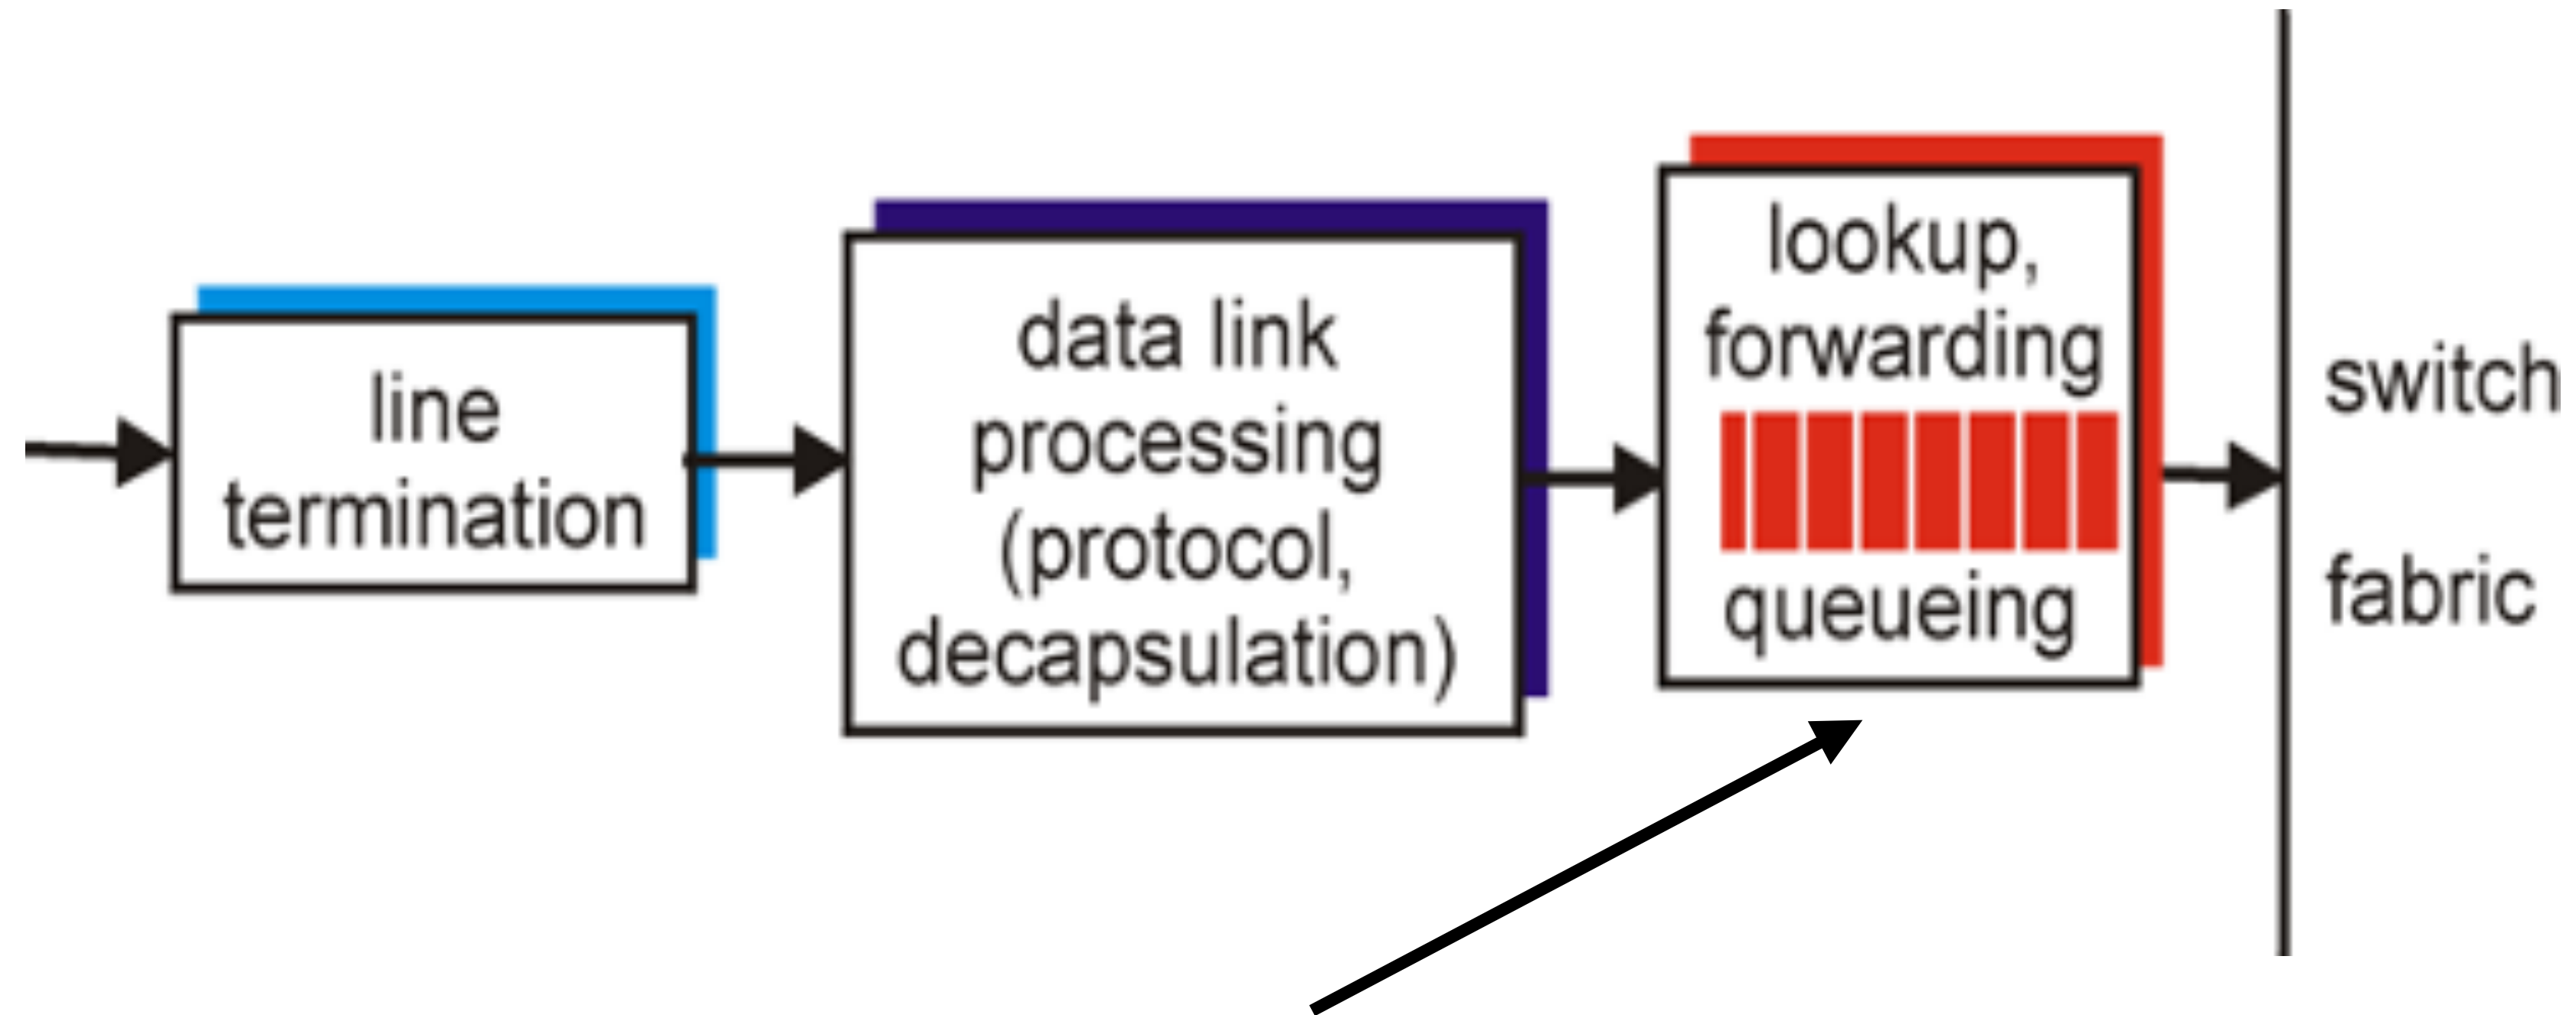 line
termination
data link
processing
(protocol,
decapsulation)
lookup,
forwarding
queueing
switch
fabric